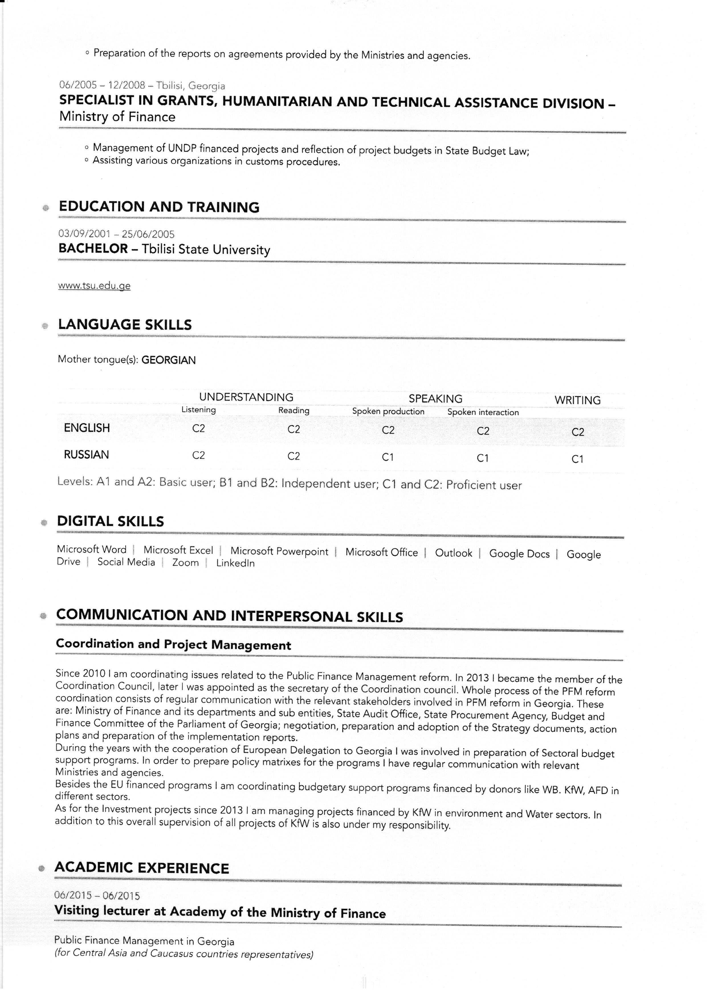 ◦ Preparation of the reports on agreements provided by the Ministries and agencies.
06/2005 – 12/2008 – Tbilisi, Georgia
SPECIALIST IN GRANTS, HUMANITARIAN AND TECHNICAL ASSISTANCE DIVISION –
Ministry of Finance
◦ Management of UNDP financed projects and reflection of project budgets in State Budget Law;
◦ Assisting various organizations in customs procedures.
EDUCATION AND TRAINING
03/09/2001 – 25/06/2005
BACHELOR – Tbilisi State University
www.tsu.edu.ge
LANGUAGE SKILLS
Mother tongue(s): GEORGIAN
UNDERSTANDING SPEAKING WRITING
Listening Reading Spoken production Spoken interaction
ENGLISH C2 C2 C2 C2 C2
RUSSIAN C2 C2 C1 C1 C1
Levels: A1 and A2: Basic user; B1 and B2: Independent user; C1 and C2: Proficient user
DIGITAL SKILLS
Microsoft Word | Microsoft Excel | Microsoft Powerpoint | Microsoft Office | Outlook | Google Docs | Google
Drive | Social Media | Zoom | LinkedIn
COMMUNICATION AND INTERPERSONAL SKILLS
Coordination and Project Management
Since 2010 I am coordinating issues related to the Public Finance Management reform. In 2013 I became the member of the
Coordination Council, later I was appointed as the secretary of the Coordination council. Whole process of the PFM reform
coordination consists of regular communication with the relevant stakeholders involved in PFM reform in Georgia. These
are: Ministry of Finance and its departments and sub entities, State Audit Office, State Procurement Agency, Budget and
Finance Committee of the Parliament of Georgia; negotiation, preparation and adoption of the Strategy documents, action
plans and preparation of the implementation reports.
During the years with the cooperation of European Delegation to Georgia I was involved in preparation of Sectoral budget
support programs. In order to prepare policy matrixes for the programs I have regular communication with relevant
Ministries and agencies.
Besides the EU financed programs I am coordinating budgetary support programs financed by donors like WB. KfW, AFD in
different sectors.
As for the Investment projects since 2013 I am managing projects financed by KfW in environment and Water sectors. In
addition to this overall supervision of all projects of KfW is also under my responsibility.
ACADEMIC EXPERIENCE
06/2015 – 06/2015
Visiting lecturer at Academy of the Ministry of Finance
Public Finance Management in Georgia
(for Central Asia and Caucasus countries representatives)